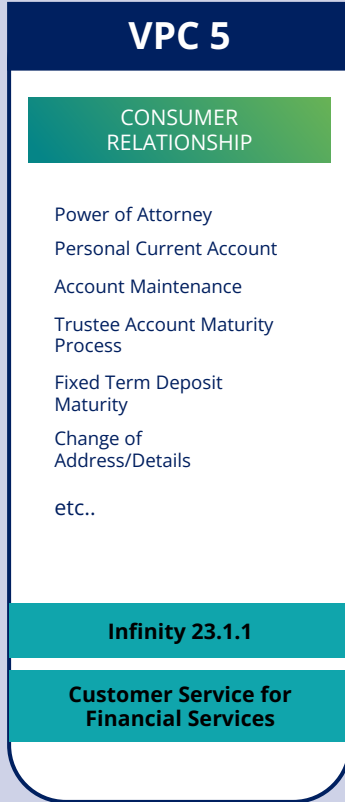 VPC 5
CONSUMER
RELATIONSHIP
Power of Attorney
Personal Current Account
Account Maintenance
Trustee Account Maturity
Process
Fixed Term Deposit
Maturity
Change of
Address/Details
etc..
Infinity 23.1.1
Customer Service for
Financial Services